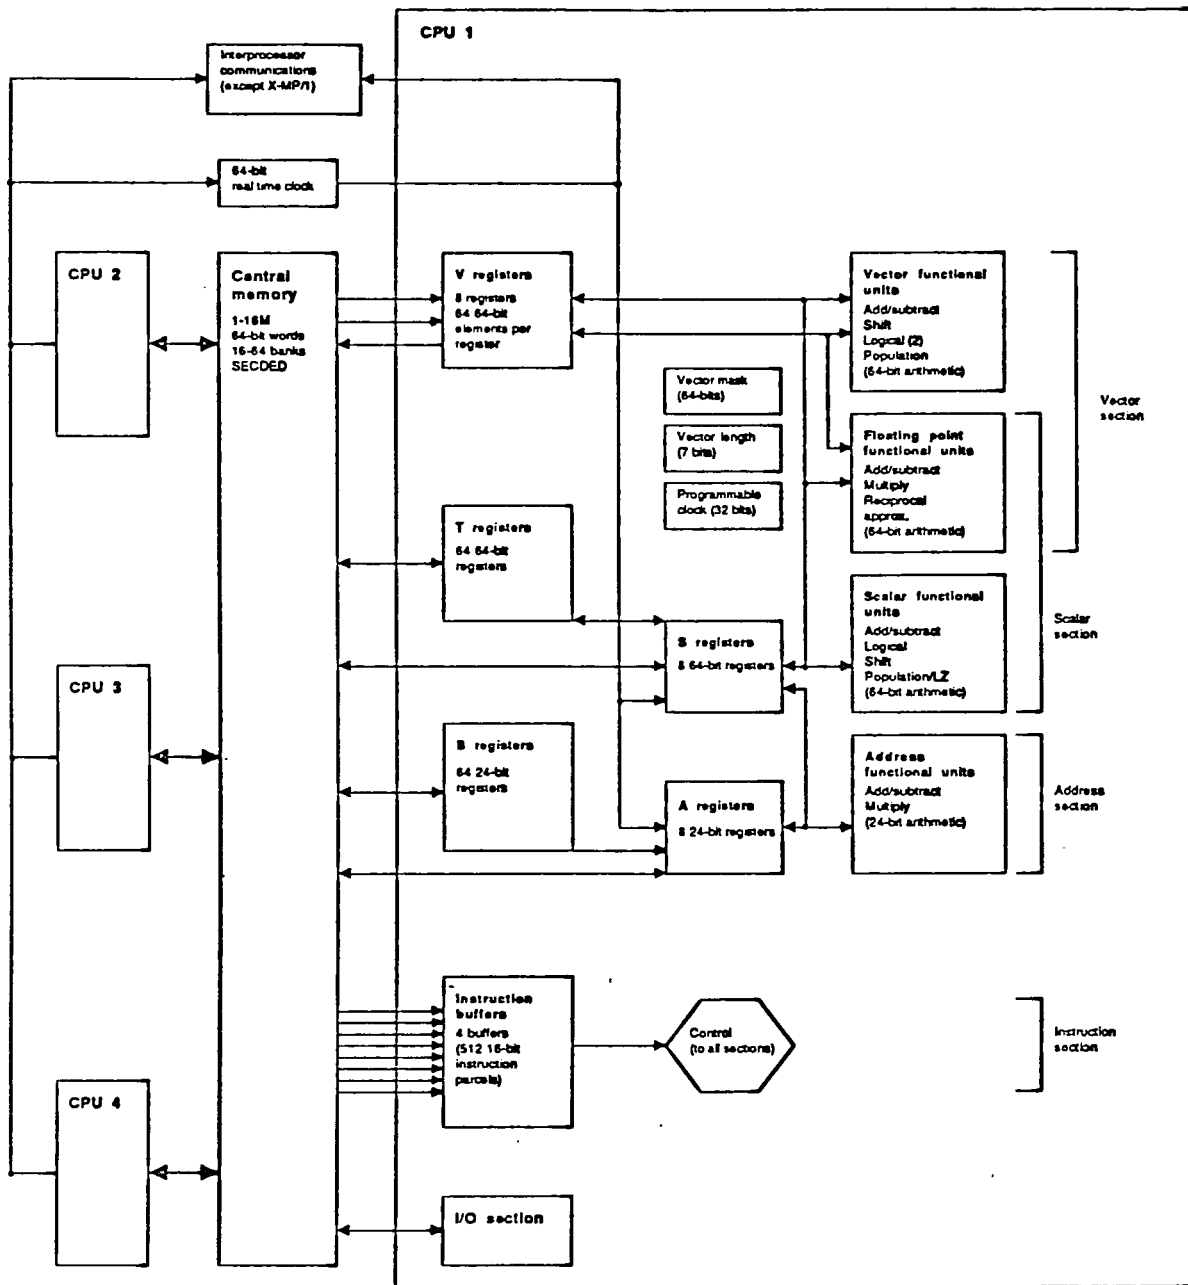 CPU 1
Interprocessor
communications
(except X-MP/1)
64-bit
real time clock
CPU 2
Central
memory
1-16M
64-bit words
16-64 banks
SECDED
V registers
8 registers
64 64-bit
elements per
register
Vector functional
units
Add/subtract
Shift
Logical (2)
Population
(64-bit arithmetic)
Vector
section
Vector mask
(64-bits)
Vector length
(7 bits)
Programmable
clock (32 bits)
Floating point
functional units
Add/subtract
Multiply
Reciprocal
approx.
(64-bit arithmetic)
T registers
64 64-bit
registers
Scalar functional
units
Add/subtract
Logical
Shift
Population/LZ
(64-bit arithmetic)
Scalar
section
S registers
8 64-bit registers
CPU 3
B registers
64 24-bit
registers
A registers
8 24-bit registers
Address
functional units
Add/subtract
Multiply
(24-bit arithmetic)
Address
section
Instruction
buffers
4 buffers
(512 16-bit
instruction
parcels)
Control
(to all sections)
Instruction
section
CPU 4
I/O section